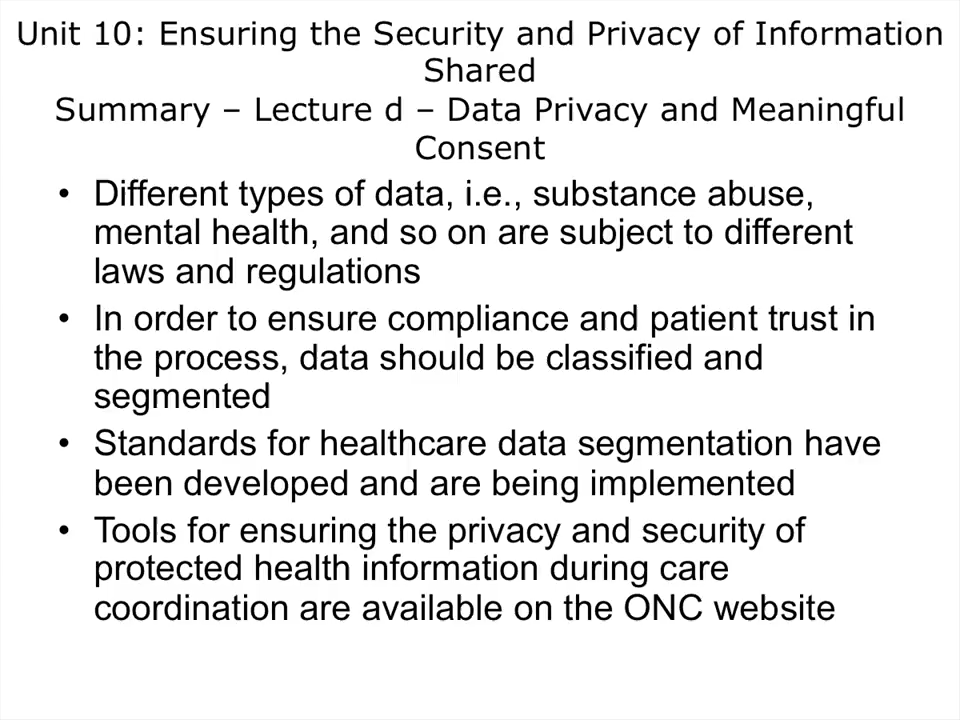 Unit 10: Ensuring the Security and Privacy of Information
Shared
Summary – Lecture d – Data Privacy and Meaningful
Consent
• Different types of data, i.e., substance abuse,
mental health, and so on are subject to different
laws and regulations
• In order to ensure compliance and patient trust in
the process, data should be classified and
segmented
• Standards for healthcare data segmentation have
been developed and are being implemented
• Tools for ensuring the privacy and security of
protected health information during care
coordination are available on the ONC website